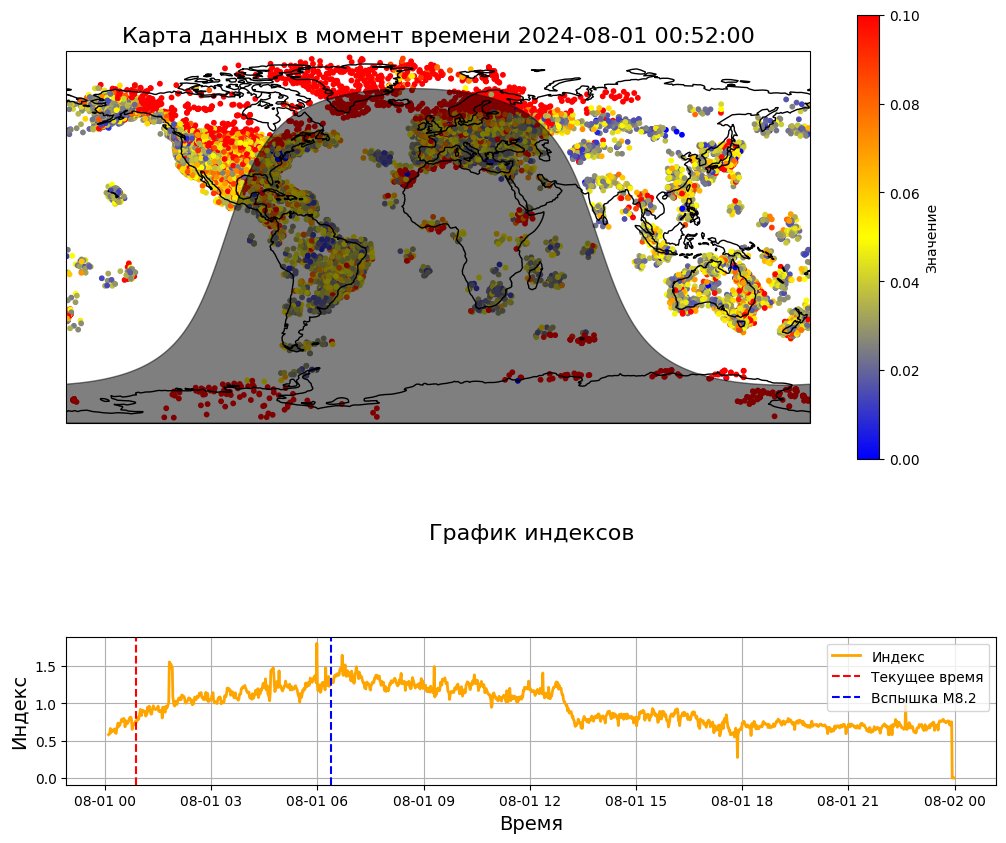 Карта данных в момент времени 2024-08-01 00:52:00
0.10
0.08
0.06
0.04
0.02
0.00
Значение
График индексов
Индекс
1.5
1.0
0.5
0.0
Индекс
Текущее время
Вспышка M8.2
08-01 00 08-01 03 08-01 06 08-01 09 08-01 12 08-01 15 08-01 18 08-01 21 08-02 00
Время